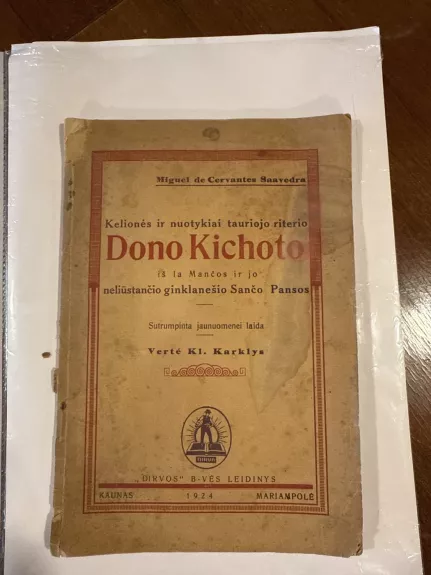 Miguel de Cervantes Saavedra
Kelionės ir nuotykiai tauriojo riterio
Dono Kichoto
iš la Mančos ir jo
neliūstančio ginklanešio Sančo Pansos
Sutrumpinta jaunuomenei laida
Vertė Kl. Karklys
DIRVA
„DIRVOS" B-VĖS LEIDINYS
KAUNAS 1924 MARIAMPOLĖ